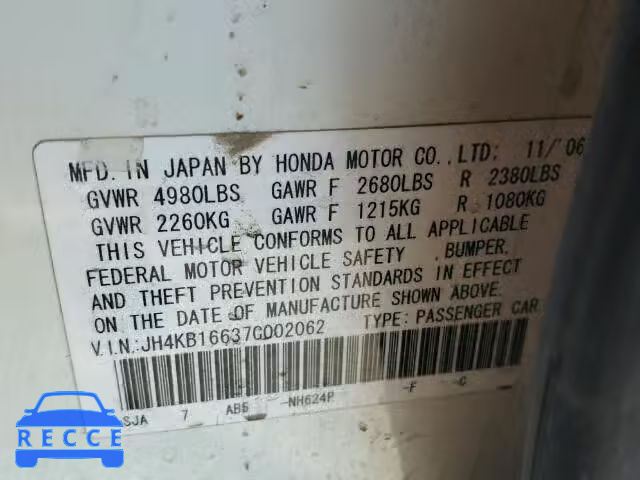 MFD. IN JAPAN BY HONDA MOTOR CO., LTD: 11/'06
GVWR 4980LBS GAWR F 2680LBS R 2380LBS
GVWR 2260KG GAWR F 1215KG R 1080KG
THIS VEHICLE CONFORMS TO ALL APPLICABLE
FEDERAL MOTOR VEHICLE SAFETY , BUMPER,
AND THEFT PREVENTION STANDARDS IN EFFECT
ON THE DATE OF MANUFACTURE SHOWN ABOVE.
V.I.N.:JH4KB16637C002062 TYPE: PASSENGER CAR
SJA 7 AB5 NH624P -F -C
RECCE